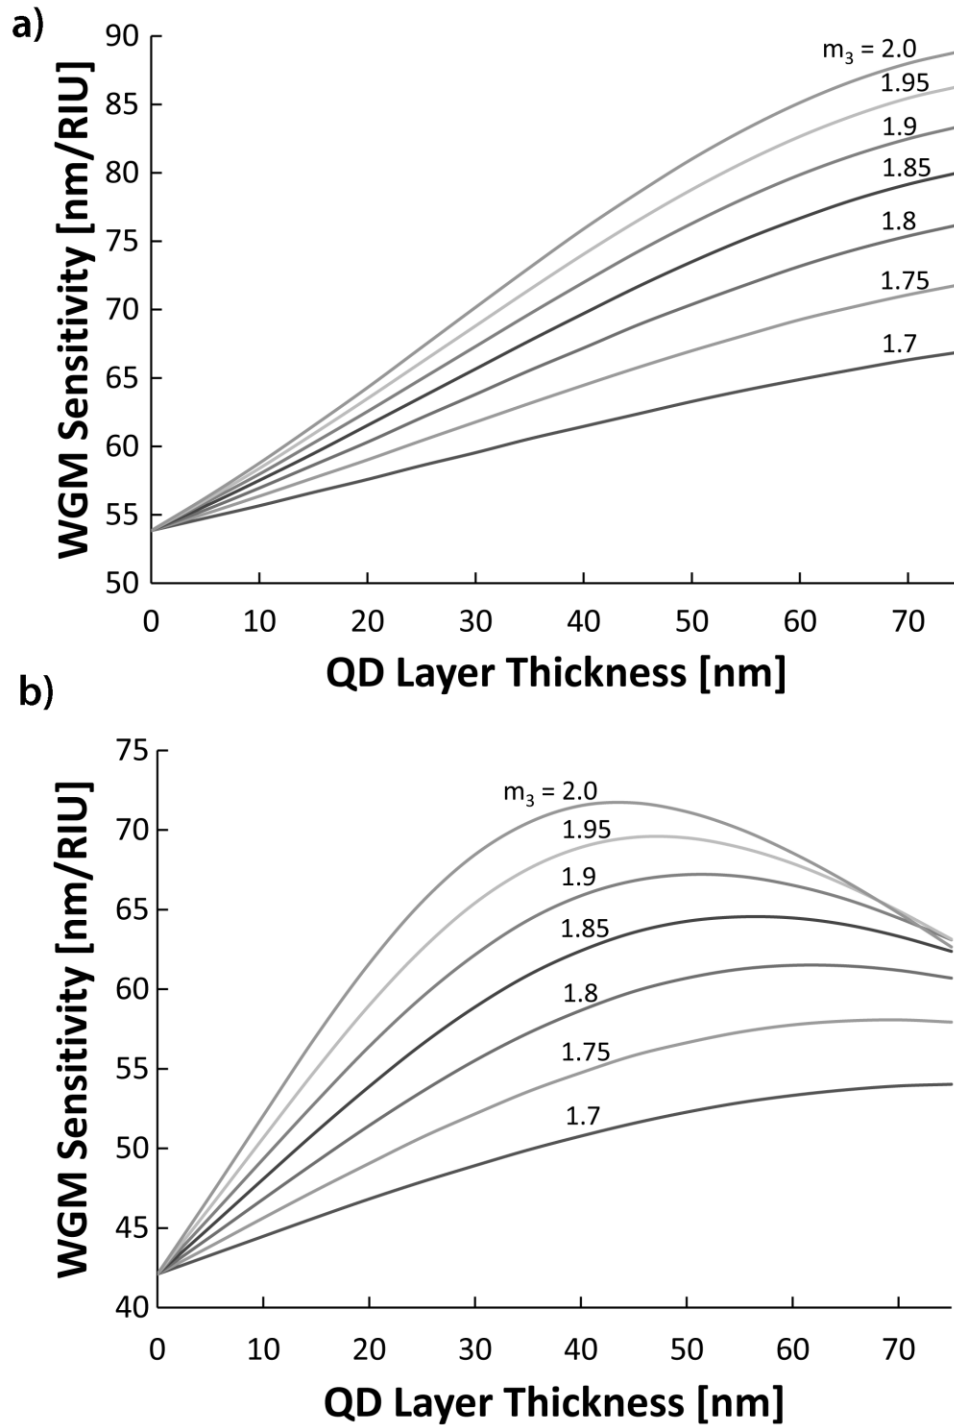 a)
WGM Sensitivity [nm/RIU]
90
85
80
75
70
65
60
55
50
m₃ = 2.0
1.95
1.9
1.85
1.8
1.75
1.7
0 10 20 30 40 50 60 70
QD Layer Thickness [nm]
b)
WGM Sensitivity [nm/RIU]
75
70
65
60
55
50
45
40
m₃ = 2.0
1.95
1.9
1.85
1.8
1.75
1.7
0 10 20 30 40 50 60 70
QD Layer Thickness [nm]